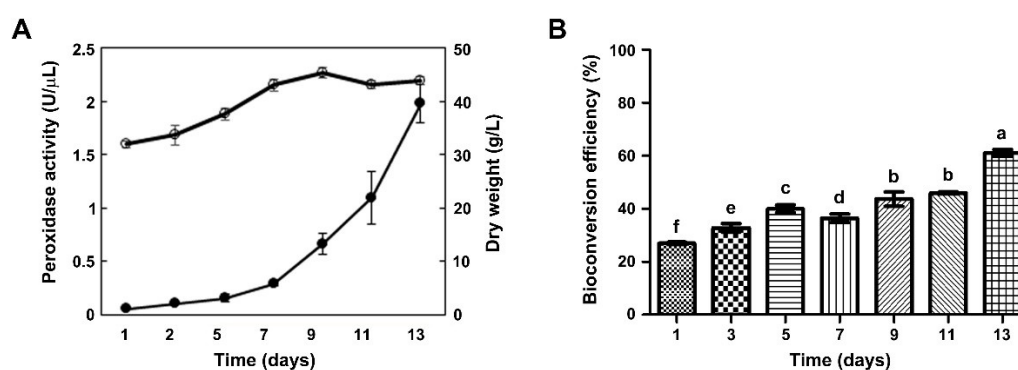 A
Peroxidase activity (U/μL)
2.5
2
1.5
1
0.5
0
50
40
30
20
10
0
Dry weight (g/L)
1 2 5 7 9 11 13
Time (days)
B
Bioconversion efficiency (%)
100
80
60
40
20
0
f e c d b b a
1 3 5 7 9 11 13
Time (days)